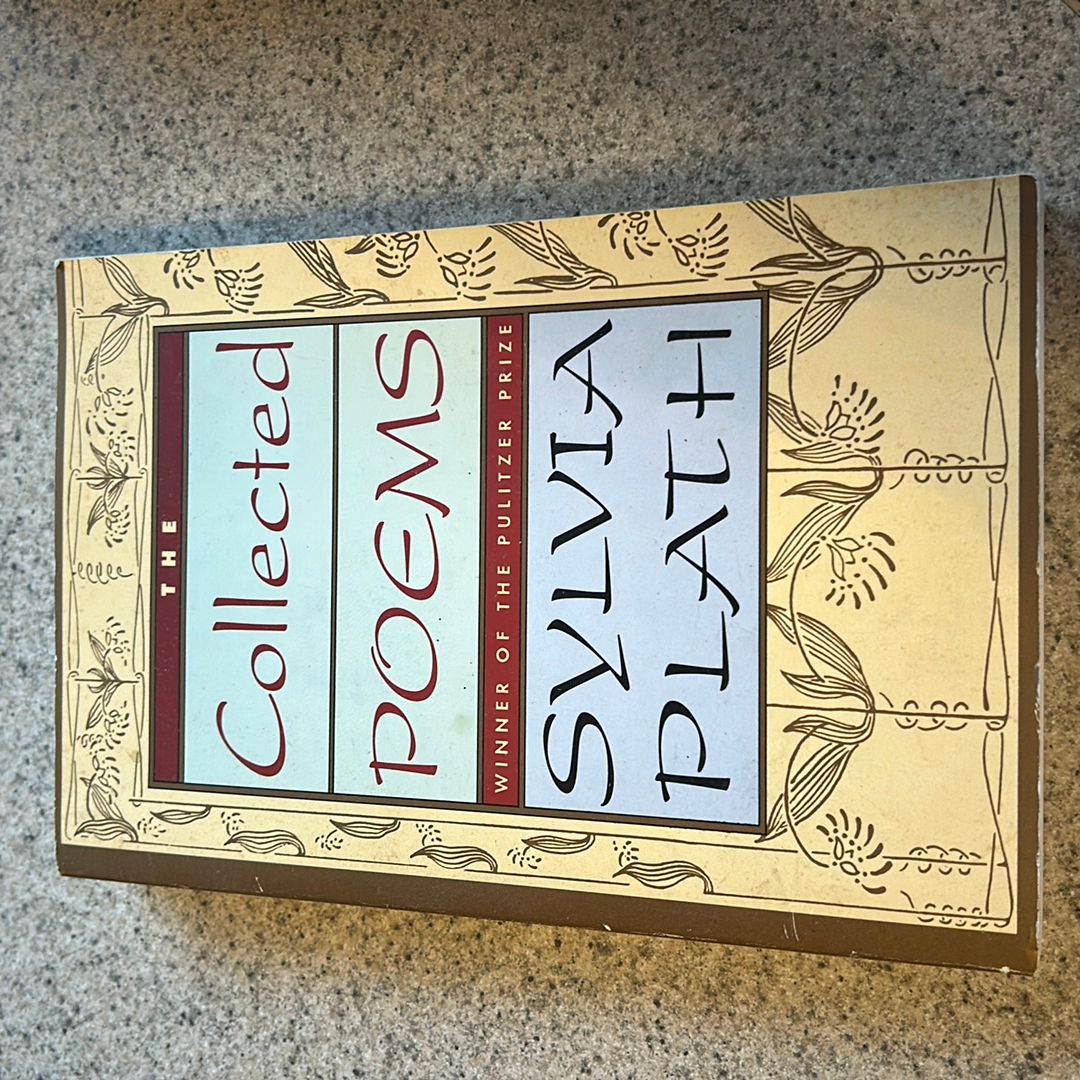 THE
Collected
POEMS
WINNER OF THE PULITZER PRIZE
SYLVIA
PLATH